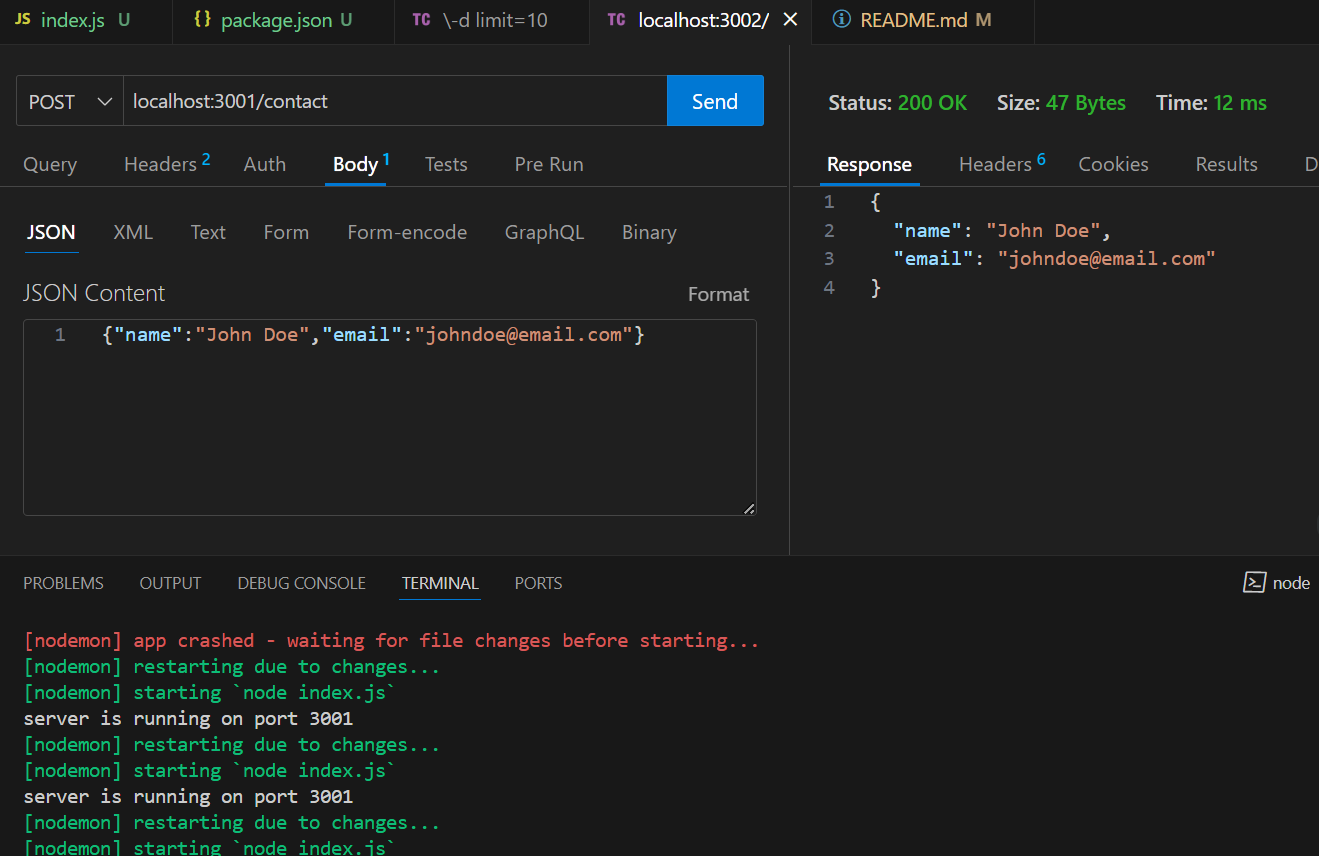 JS index.js U {} package.json U TC \-d limit=10 TC localhost:3002/ × ⓘ README.md M
POST localhost:3001/contact Send
Status: 200 OK Size: 47 Bytes Time: 12 ms
Query Headers 2 Auth Body 1 Tests Pre Run
Response Headers 6 Cookies Results D
JSON XML Text Form Form-encode GraphQL Binary
JSON Content Format
1 {"name":"John Doe","email":"johndoe@email.com"}
1 {
2 "name": "John Doe",
3 "email": "johndoe@email.com"
4 }
PROBLEMS OUTPUT DEBUG CONSOLE TERMINAL PORTS node
[nodemon] app crashed - waiting for file changes before starting...
[nodemon] restarting due to changes...
[nodemon] starting `node index.js`
server is running on port 3001
[nodemon] restarting due to changes...
[nodemon] starting `node index.js`
server is running on port 3001
[nodemon] restarting due to changes...
[nodemon] starting `node index.js`